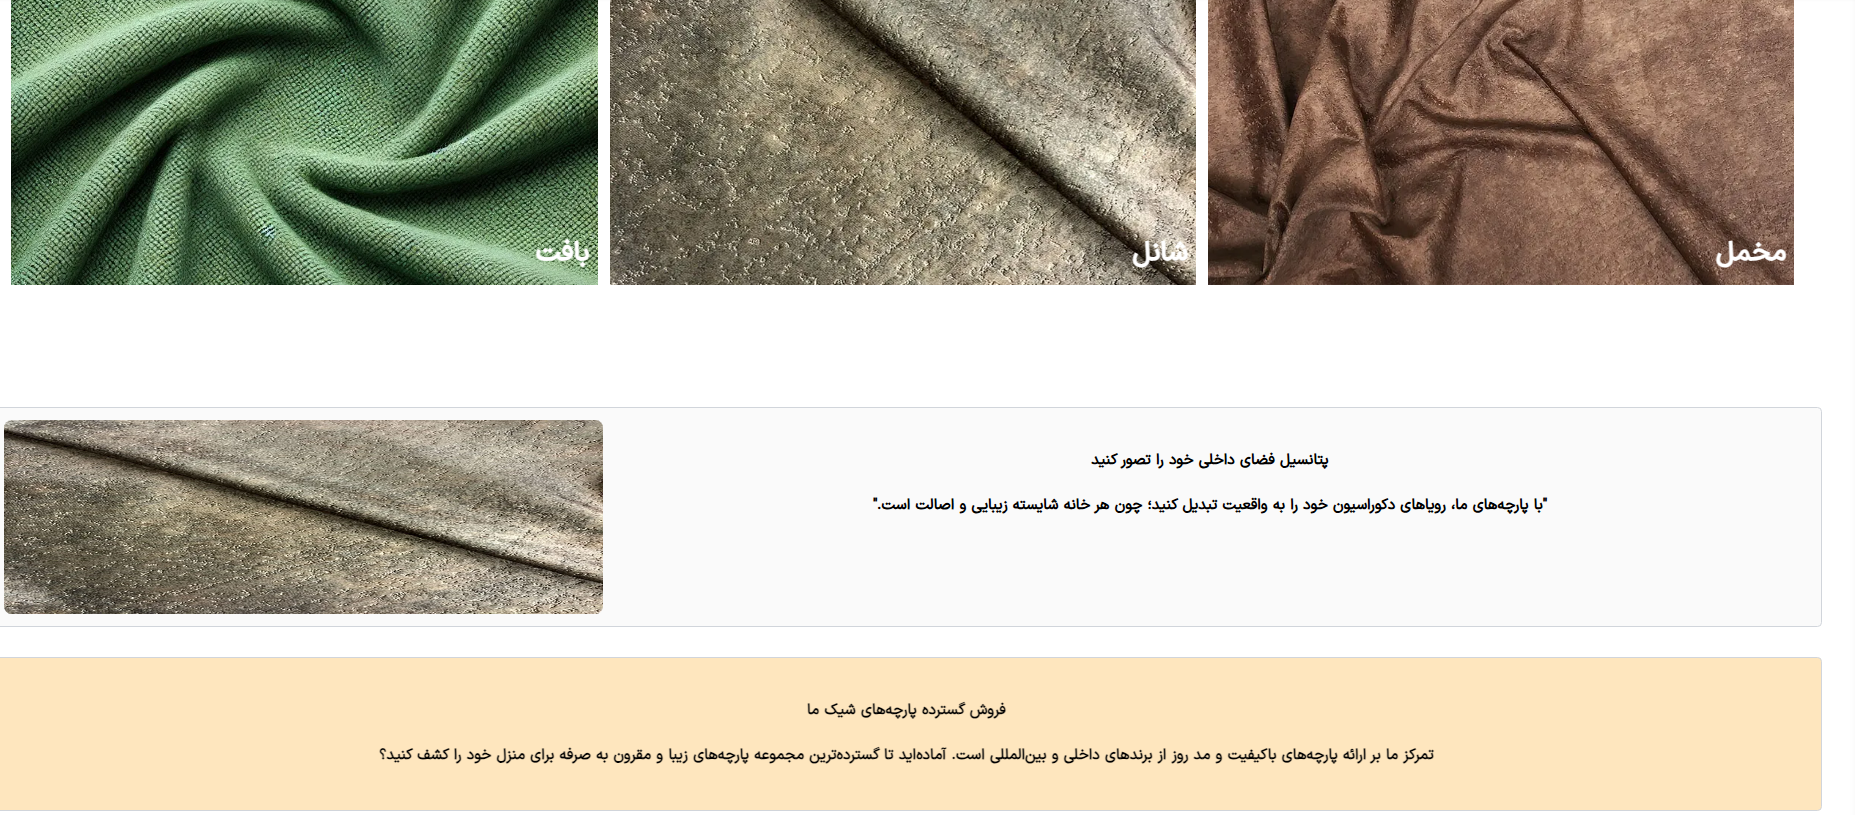 مخمل
شانل
بافت
پتانسیل فضای داخلی خود را تصور کنید
"با پارچه‌های ما، رویاهای دکوراسیون خود را به واقعیت تبدیل کنید؛ چون هر خانه شایسته زیبایی و اصالت است."
فروش گسترده پارچه‌های شیک ما
تمرکز ما بر ارائه پارچه‌های باکیفیت و مد روز از برندهای داخلی و بین‌المللی است. آماده‌اید تا گسترده‌ترین مجموعه پارچه‌های زیبا و مقرون به صرفه برای منزل خود را کشف کنید؟